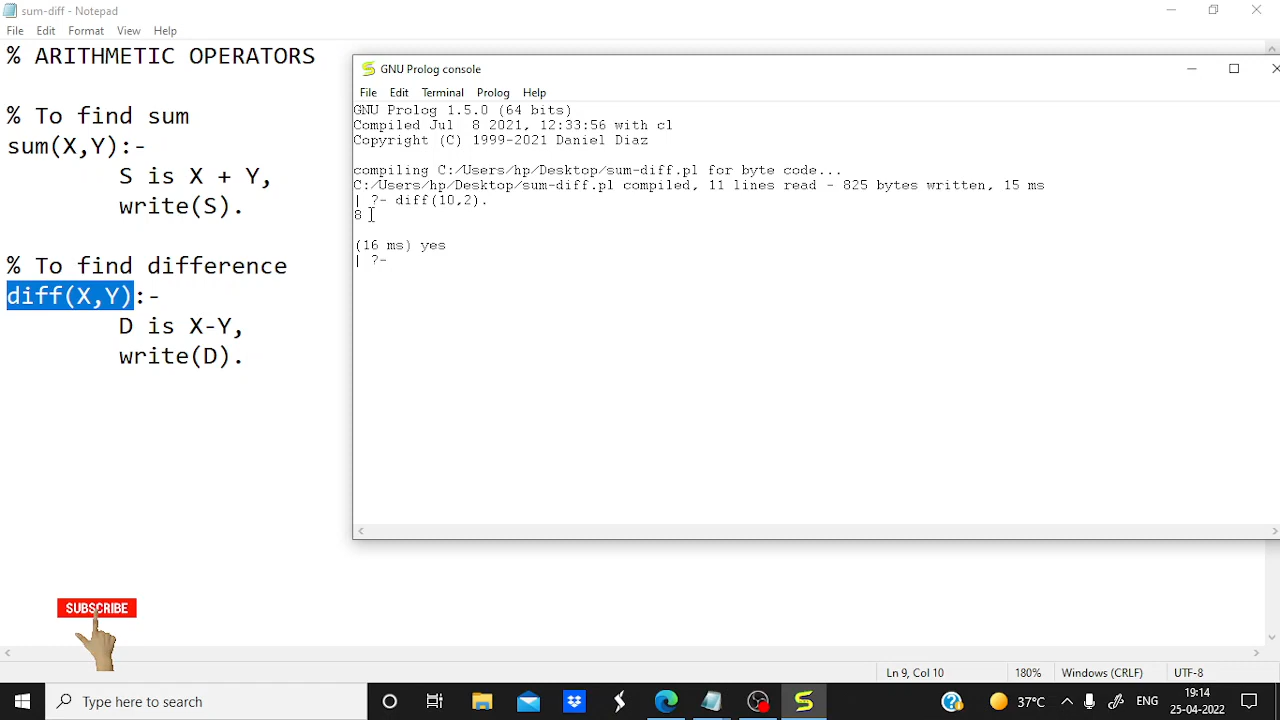 sum-diff - Notepad
File Edit Format View Help
% ARITHMETIC OPERATORS
% To find sum
sum(X,Y):-
S is X + Y,
write(S).
% To find difference
diff(X,Y):-
D is X-Y,
write(D).
GNU Prolog console
File Edit Terminal Prolog Help
GNU Prolog 1.5.0 (64 bits)
Compiled Jul  8 2021, 12:33:56 with cl
Copyright (C) 1999-2021 Daniel Diaz
compiling C:/Users/hp/Desktop/sum-diff.pl for byte code...
C:/Users/hp/Desktop/sum-diff.pl compiled, 11 lines read - 825 bytes written, 15 ms
| ?- diff(10,2).
8
(16 ms) yes
| ?-
SUBSCRIBE
Ln 9, Col 10 180% Windows (CRLF) UTF-8
Type here to search
37°C ENG 19:14
25-04-2022